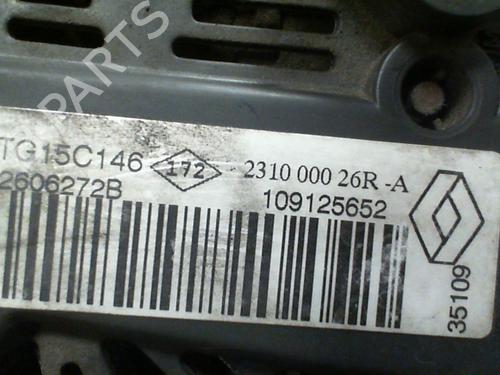 B-PARTS
TG15C146
172
2310 000 26R -A
2606272B
109125652
35109